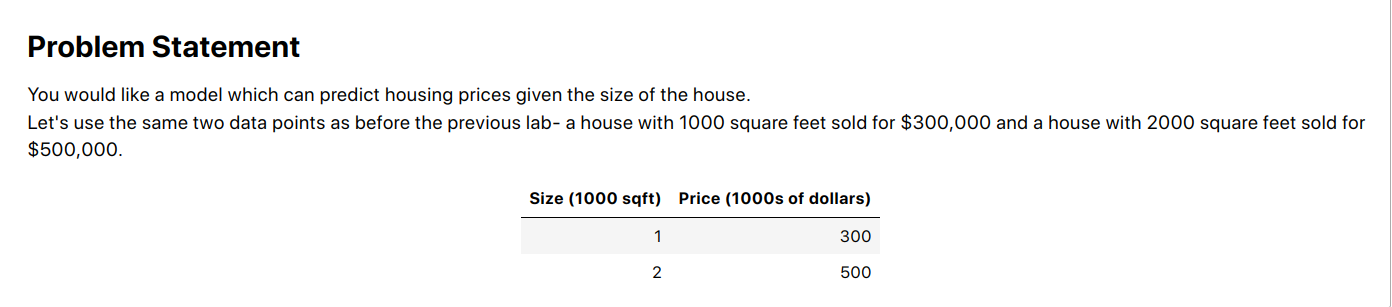 Problem Statement
You would like a model which can predict housing prices given the size of the house.
Let's use the same two data points as before the previous lab- a house with 1000 square feet sold for $300,000 and a house with 2000 square feet sold for
$500,000.
Size (1000 sqft) Price (1000s of dollars)
1 300
2 500